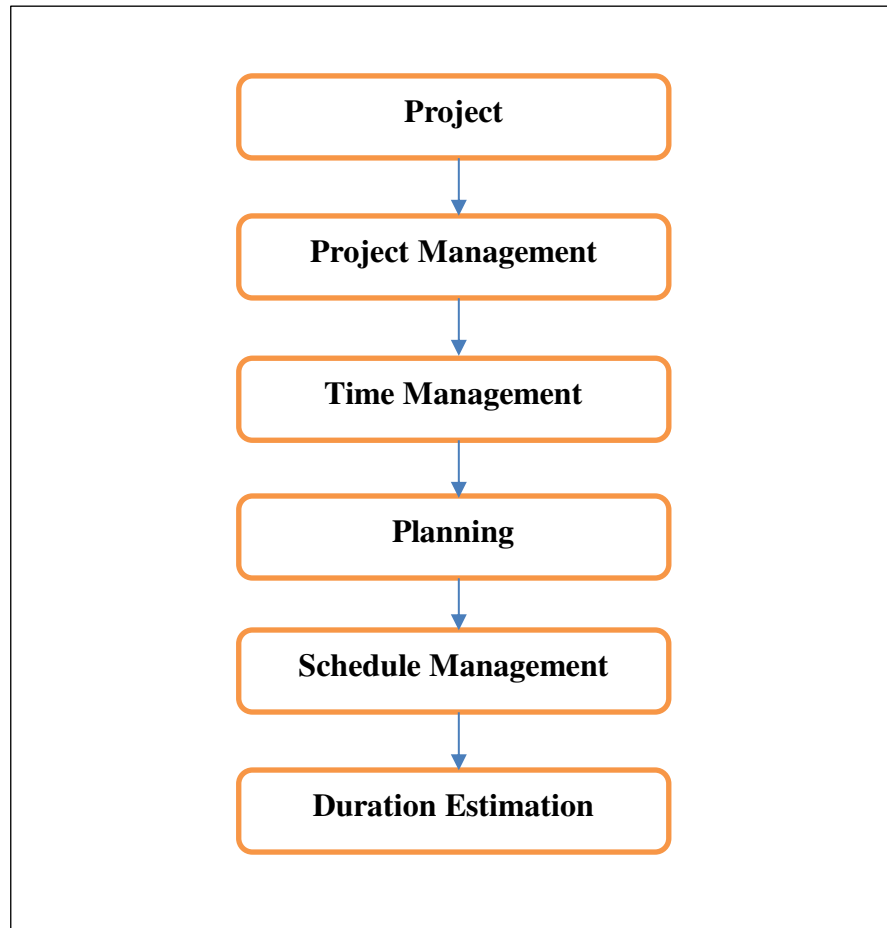 Project
Project Management
Time Management
Planning
Schedule Management
Duration Estimation